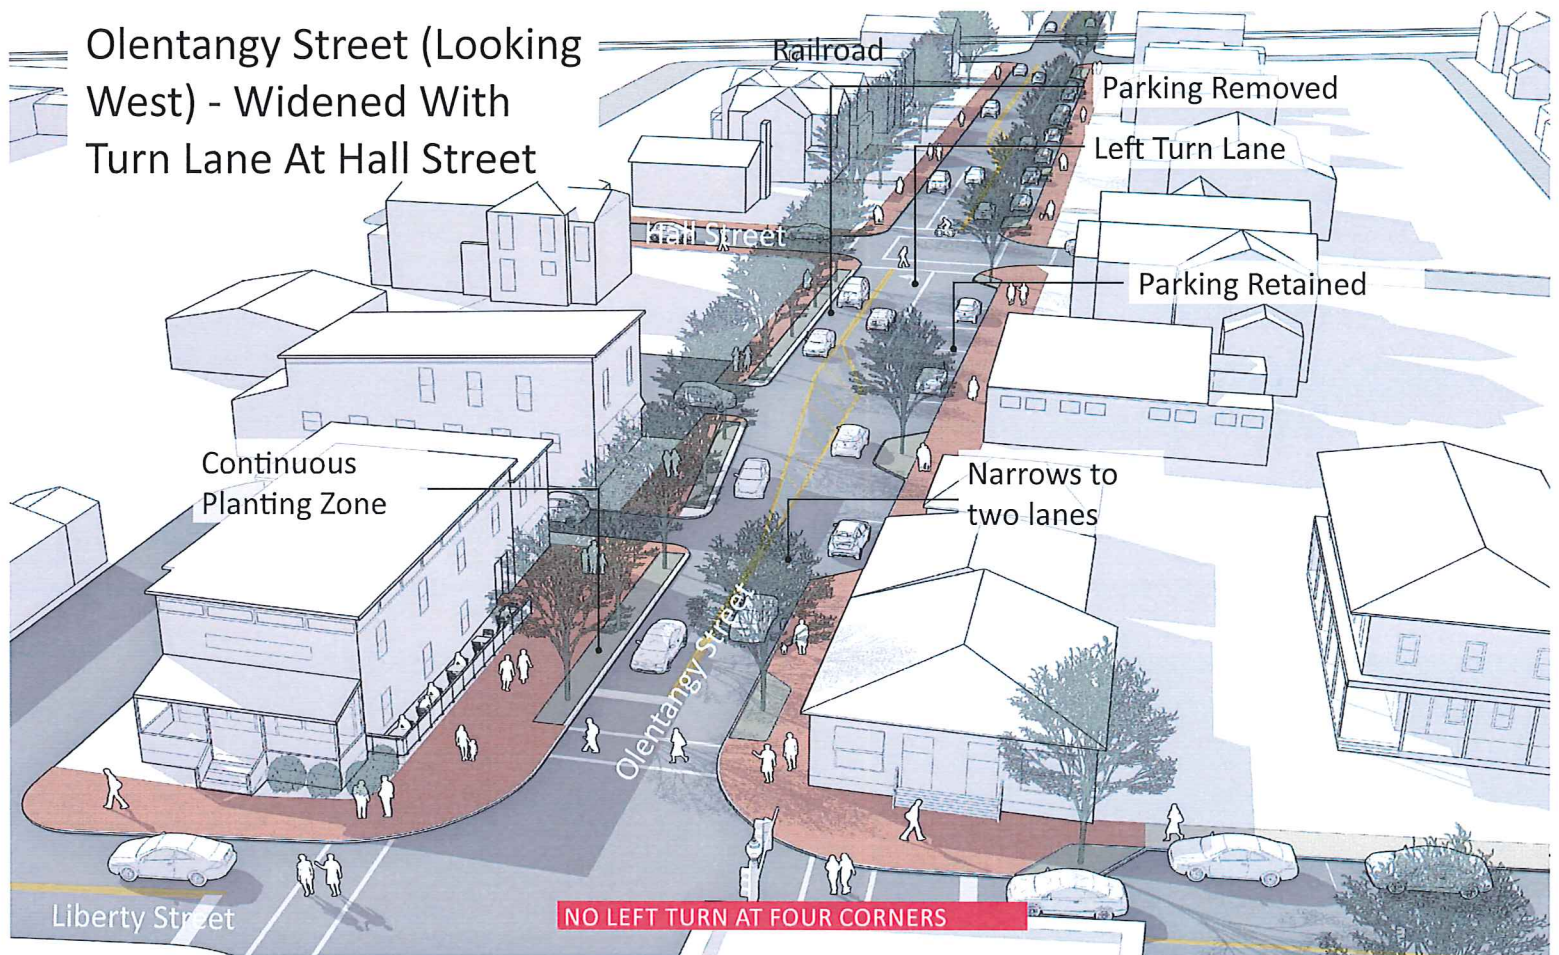 Olentangy Street (Looking
West) - Widened With
Turn Lane At Hall Street
Railroad
Parking Removed
Left Turn Lane
Hall Street
Parking Retained
Continuous
Planting Zone
Narrows to
two lanes
Olentangy Street
Liberty Street
NO LEFT TURN AT FOUR CORNERS